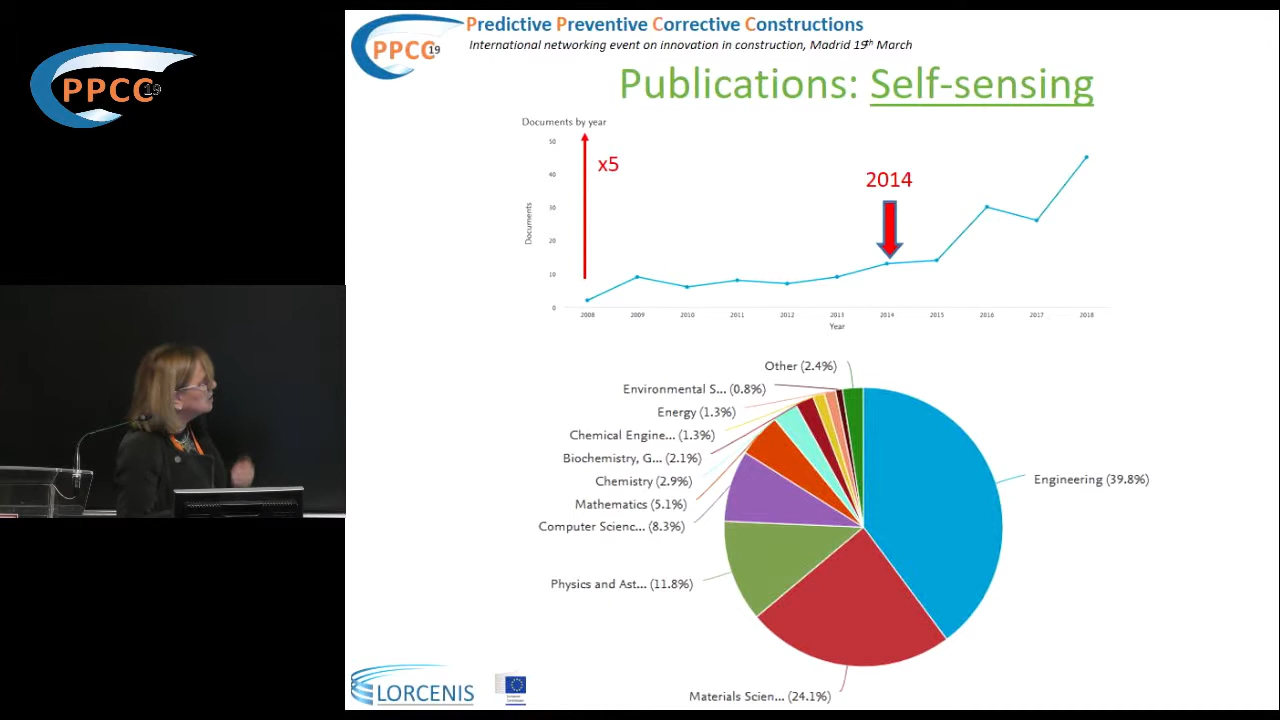 PPCC 19
PPCC 19
Predictive Preventive Corrective Constructions
International networking event on innovation in construction, Madrid 19th March
Publications: Self-sensing
Documents by year
x5
2014
Documents
50
40
30
20
10
0
2008 2009 2010 2011 2012 2013 2014 2015 2016 2017 2018
Year
Other (2.4%)
Environmental S... (0.8%)
Energy (1.3%)
Chemical Engine... (1.3%)
Biochemistry, G... (2.1%)
Chemistry (2.9%)
Mathematics (5.1%)
Computer Scienc... (8.3%)
Physics and Ast... (11.8%)
Engineering (39.8%)
Materials Scien... (24.1%)
LORCENIS